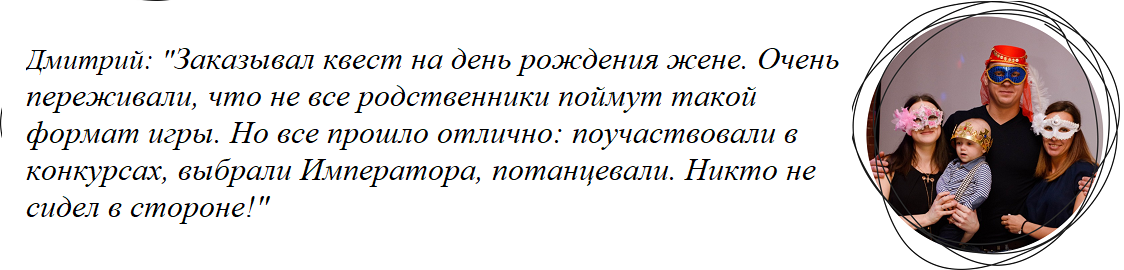 Дмитрий: "Заказывал квест на день рождения жене. Очень
переживали, что не все родственники поймут такой
формат игры. Но все прошло отлично: поучаствовали в
конкурсах, выбрали Императора, потанцевали. Никто не
сидел в стороне!"